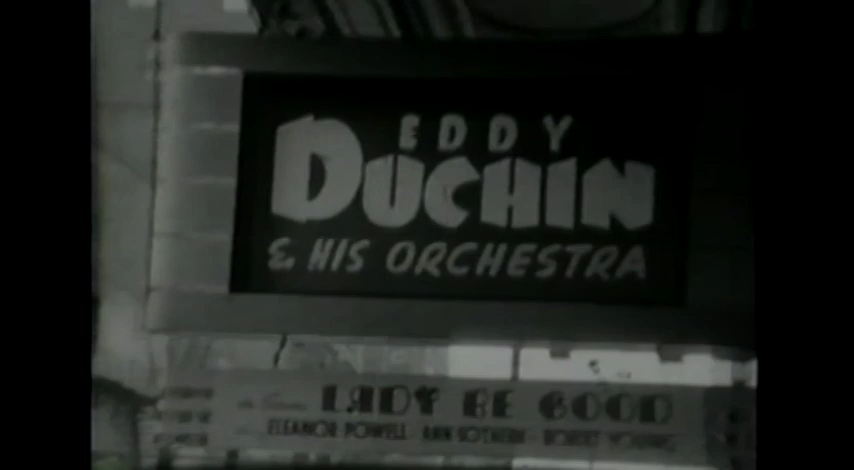 EDDY
DUCHIN
& HIS ORCHESTRA
LADY BE GOOD
ELEANOR POWELL ANN SOTHERN ROBERT YOUNG